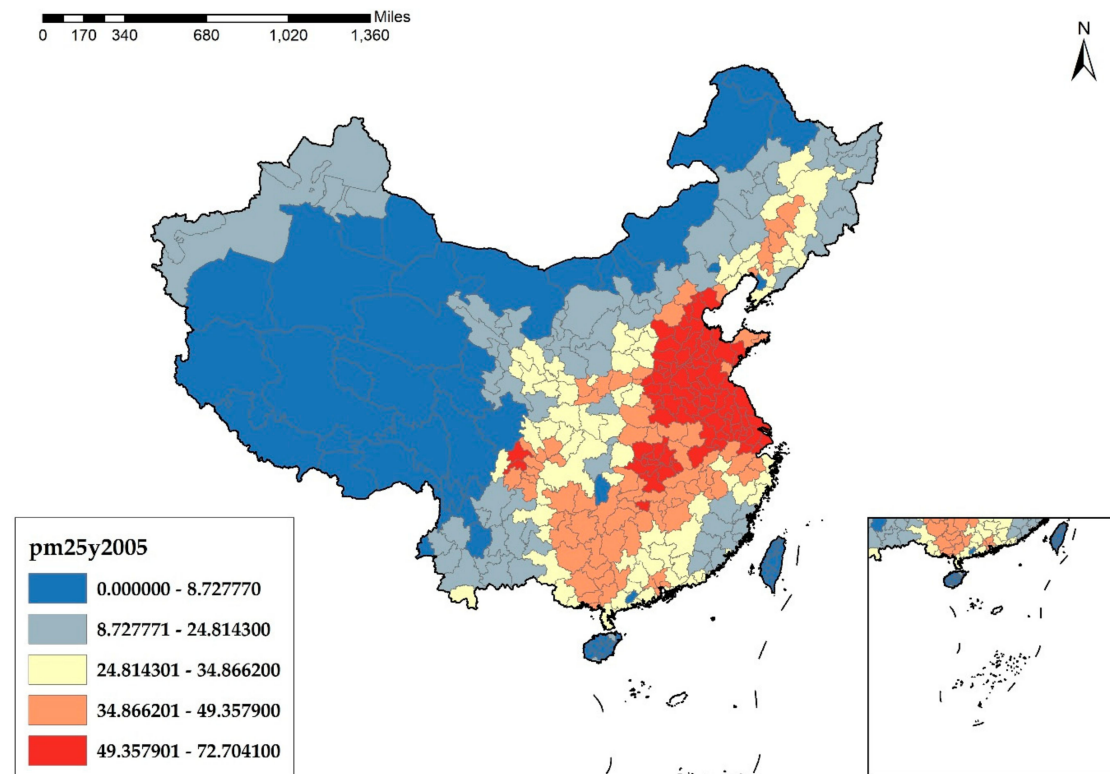 Miles
0 170 340 680 1,020 1,360
N
pm25y2005
0.000000 - 8.727770
8.727771 - 24.814300
24.814301 - 34.866200
34.866201 - 49.357900
49.357901 - 72.704100